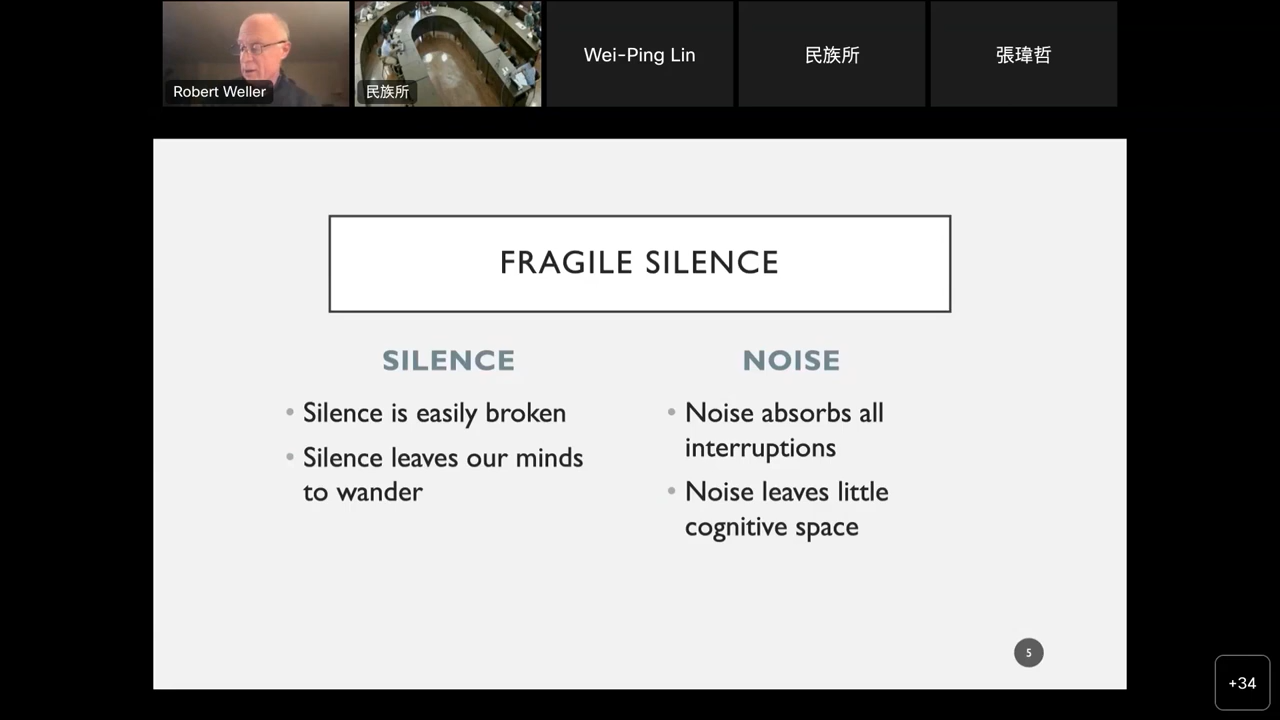 Robert Weller
民族所
Wei-Ping Lin
民族所
張瑋哲
FRAGILE SILENCE
SILENCE
• Silence is easily broken
• Silence leaves our minds
to wander
NOISE
• Noise absorbs all
interruptions
• Noise leaves little
cognitive space
5
+34